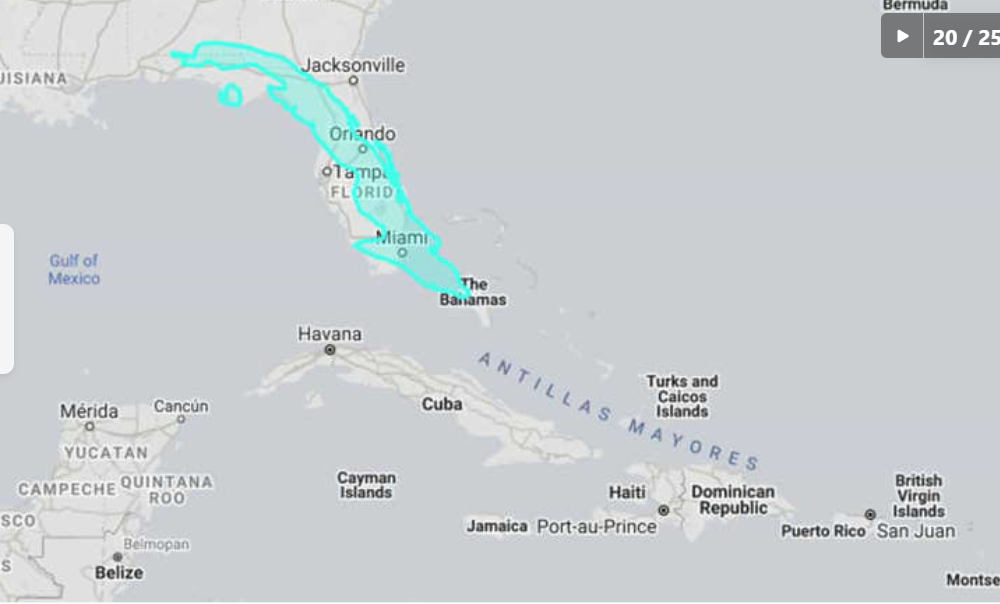 Bermuda
20 / 25
Jacksonville
UISIANA
Orlando
Tampa
FLORID
Miami
Gulf of
Mexico
The
Bahamas
Havana
ANTILLAS MAYORES
Turks and
Caicos
Islands
Cuba
Mérida
Cancún
YUCATAN
CAMPECHE
QUINTANA
ROO
Cayman
Islands
Haiti
Dominican
Republic
British
Virgin
Islands
SCO
Jamaica
Port-au-Prince
Puerto Rico
San Juan
Belmopan
S
Belize
Montse